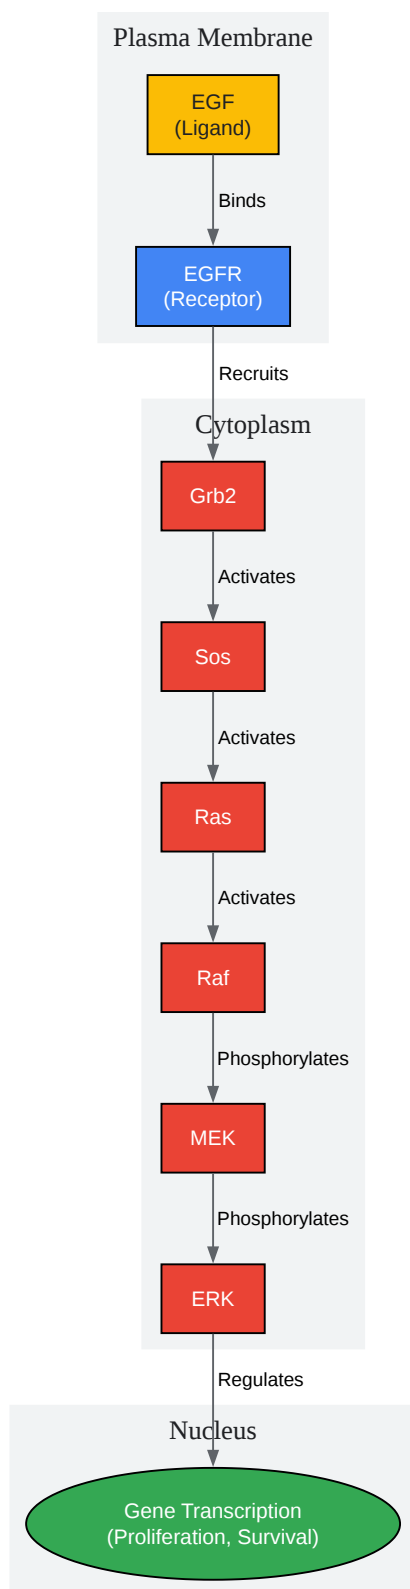 Plasma Membrane
EGF
(Ligand)
Binds
EGFR
(Receptor)
Recruits
Cytoplasm
Grb2
Activates
Sos
Activates
Ras
Activates
Raf
Phosphorylates
MEK
Phosphorylates
ERK
Regulates
Nucleus
Gene Transcription
(Proliferation, Survival)